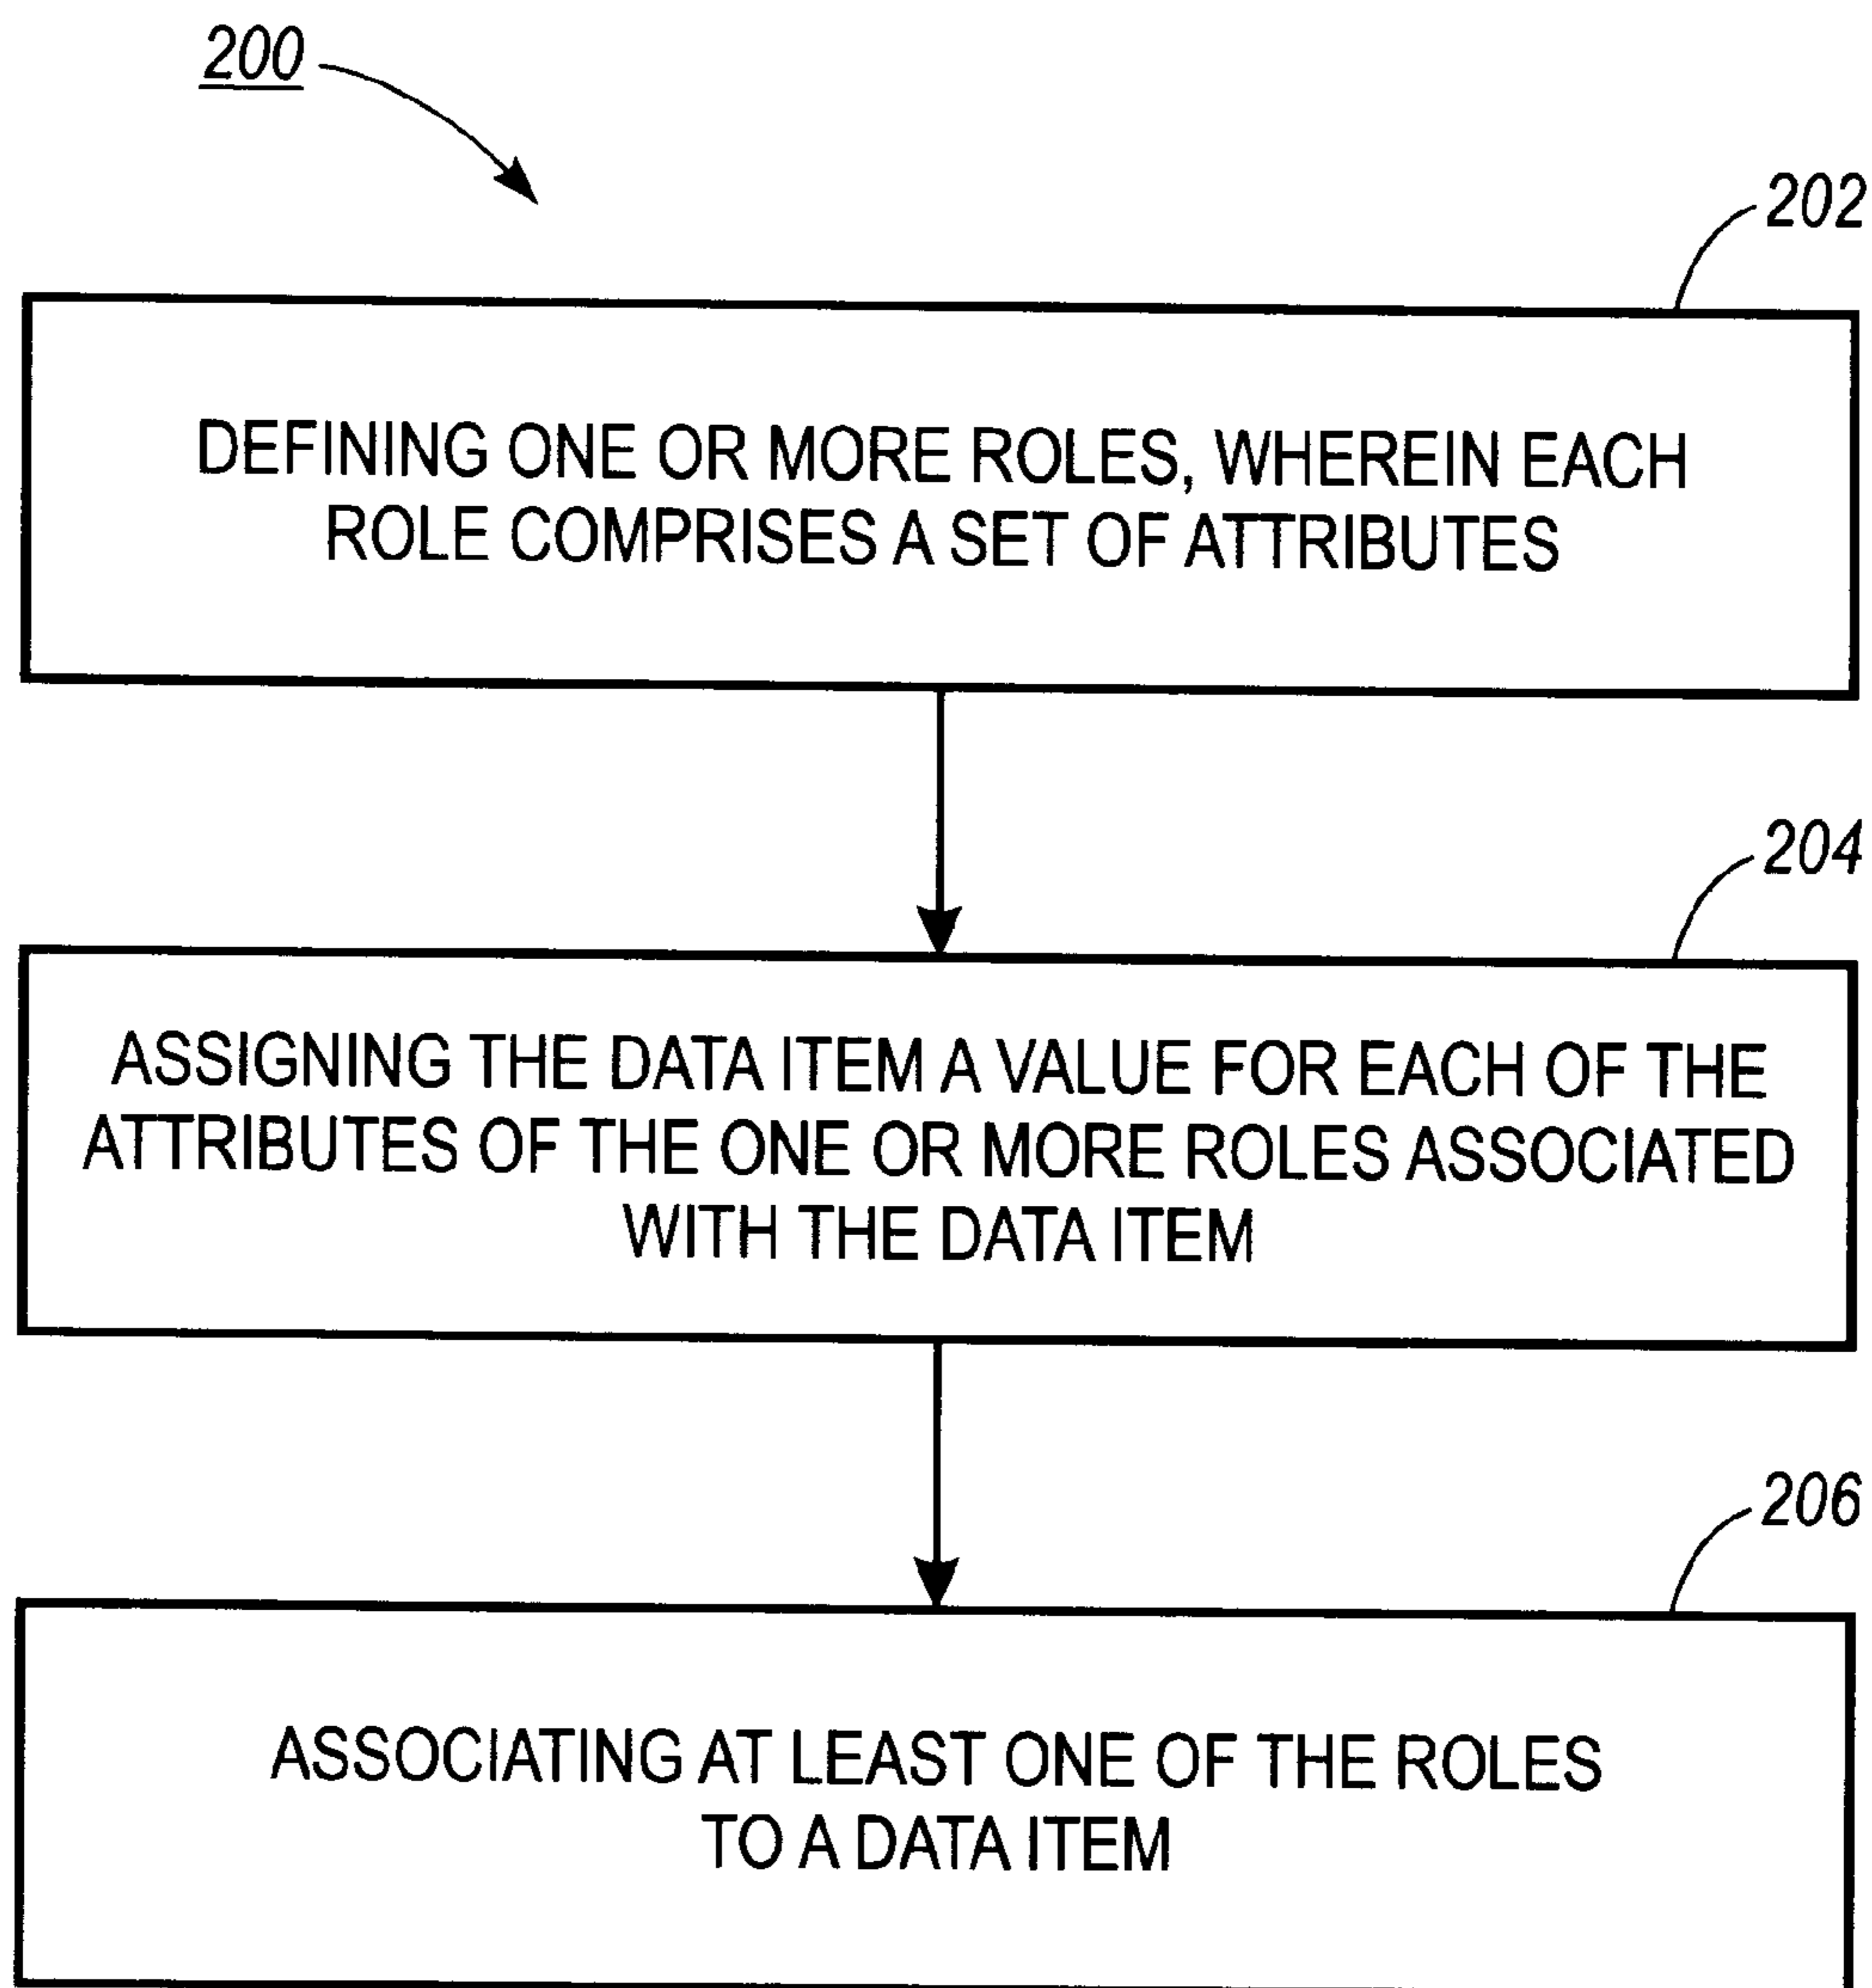 200
202
DEFINING ONE OR MORE ROLES, WHEREIN EACH
ROLE COMPRISES A SET OF ATTRIBUTES
204
ASSIGNING THE DATA ITEM A VALUE FOR EACH OF THE
ATTRIBUTES OF THE ONE OR MORE ROLES ASSOCIATED
WITH THE DATA ITEM
206
ASSOCIATING AT LEAST ONE OF THE ROLES
TO A DATA ITEM